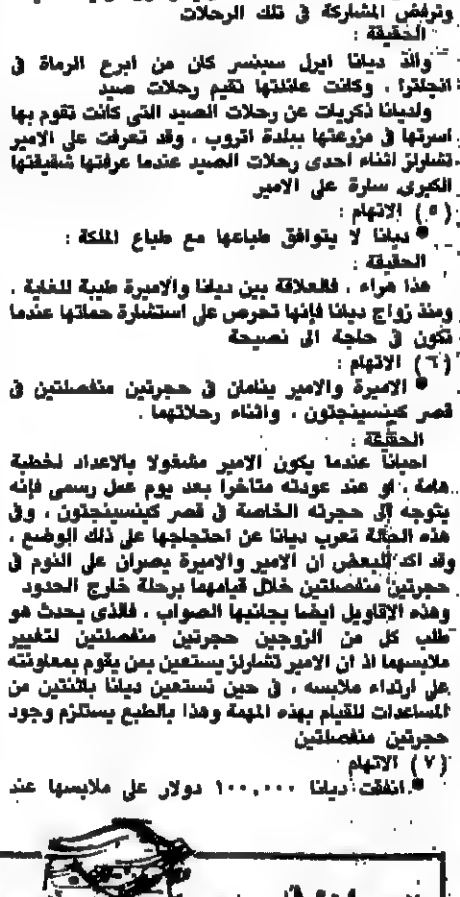 وترفض المشاركة في تلك الرحلات
الحقيقة :
والد ديانا ايرل سبنسر كان من ابرع الرماة في
انجلترا ، وكانت عائلتها تقيم رحلات صيد
ولديانا ذكريات عن رحلات الصيد التي كانت تقوم بها
اسرتها في مزرعتها ببلدة اتروب ، وقد تعرفت على الامير
تشارلز اثناء احدى رحلات الصيد عندما عرفتها شقيقتها
الكبرى سارة على الامير
( ٥ ) الاتهام :
● ديانا لا يتوافق طباعها مع طباع الملكة :
الحقيقة :
هذا هراء ، فالعلاقة بين ديانا والاميرة طيبة للغاية ،
ومنذ زواج ديانا فإنها تحرص على استشارة حماتها عندما
تكون في حاجة الى نصيحة
( ٦ ) الاتهام :
● الاميرة والامير ينامان في حجرتين منفصلتين في
قصر كينسينجتون ، واثناء رحلاتهما .
الحقيقة :
احيانا عندما يكون الامير مشغولا بالاعداد لخطبة
هامة ، او عند عودته متأخرا بعد يوم عمل رسمى فإنه
يتوجه الى حجرته الخاصة في قصر كينسينجتون ، وفي
هذه الحالة تعرب ديانا عن احتجاجها على ذلك الوضع ،
وقد اكد البعض ان الامير والاميرة يصران على النوم في
حجرتين منفصلتين خلال قيامهما برحلة خارج الحدود
وهذه الاقاويل ايضا يجانبها الصواب ، فالذى يحدث هو
طلب كل من الزوجين حجرتين منفصلتين لتغيير
ملابسهما اذ ان الامير تشارلز يستعين بمن يقوم بمعاونته
على ارتداء ملابسه ، في حين تستعين ديانا باثنتين من
المساعدات للقيام بهذه المهمة وهذا بالطبع يستلزم وجود
حجرتين منفصلتين
( ٧ ) الاتهام
● انفقت ديانا ١٠٠,٠٠٠ دولار على ملابسها عند